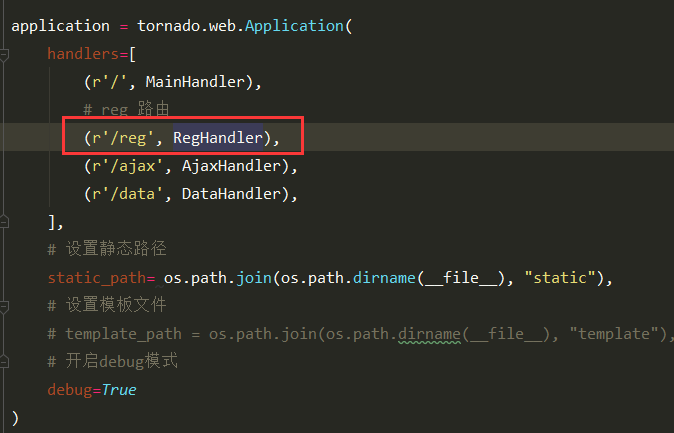 application = tornado.web.Application(
    handlers=[
        (r'/', MainHandler),
        # reg 路由
        (r'/reg', RegHandler),
        (r'/ajax', AjaxHandler),
        (r'/data', DataHandler),
    ],
    # 设置静态路径
    static_path= os.path.join(os.path.dirname(__file__), "static"),
    # 设置模板文件
    # template_path = os.path.join(os.path.dirname(__file__), "template"),
    # 开启debug模式
    debug=True
)